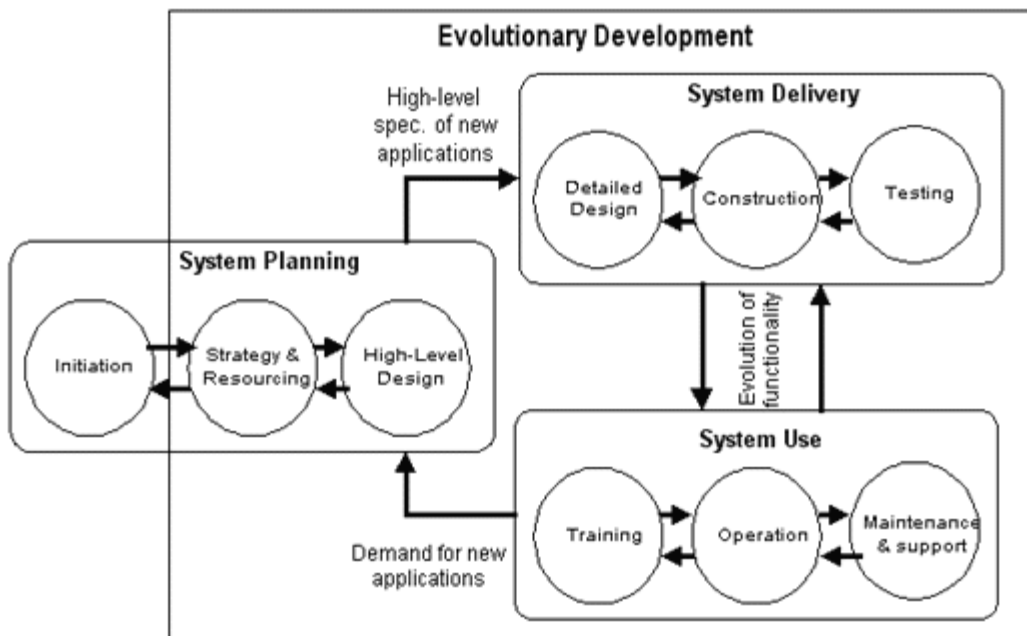 Evolutionary Development
High-level
spec. of new
applications
System Delivery
Detailed
Design
Construction
Testing
System Planning
Initiation
Strategy &
Resourcing
High-Level
Design
Evolution of
functionality
System Use
Training
Operation
Maintenance
& support
Demand for new
applications